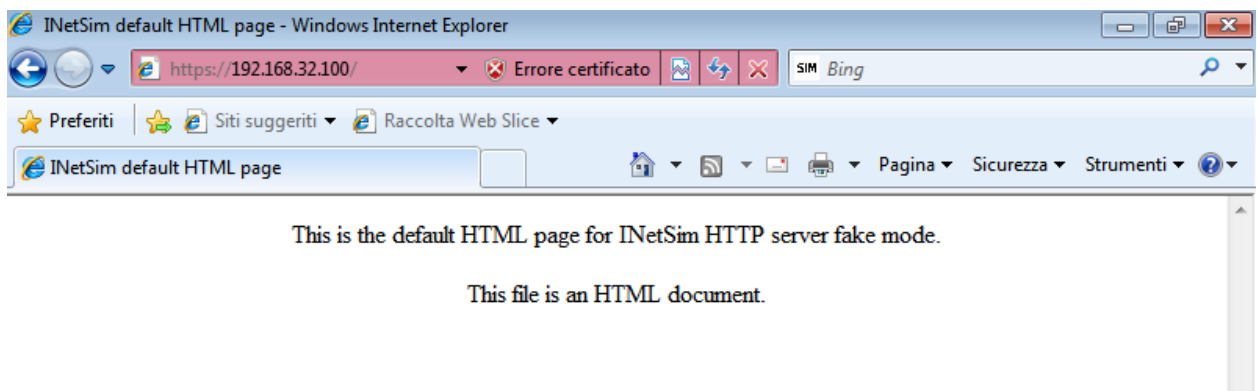 INetSim default HTML page - Windows Internet Explorer
https://192.168.32.100/ Errore certificato SIM Bing
Preferiti Siti suggeriti Raccolta Web Slice
INetSim default HTML page Pagina Sicurezza Strumenti
This is the default HTML page for INetSim HTTP server fake mode.
This file is an HTML document.